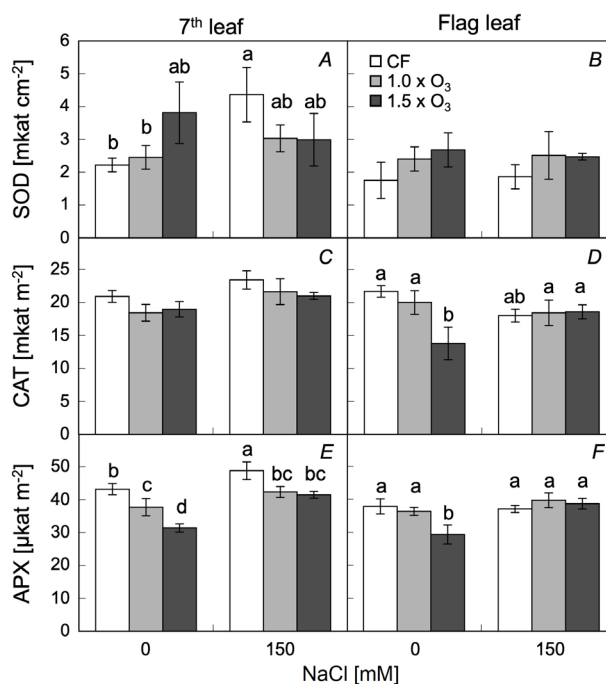 7th leaf Flag leaf
SOD [mkat cm-2]
6
5
4
3
2
1
0
A
b b ab a ab ab
B
CF
1.0 x O3
1.5 x O3
CAT [mkat m-2]
25
20
15
10
5
0
C
D
a a b ab a a
APX [µkat m-2]
50
40
30
20
10
0
E
b c d a bc bc
F
a a b a a a
0 150 0 150
NaCl [mM]